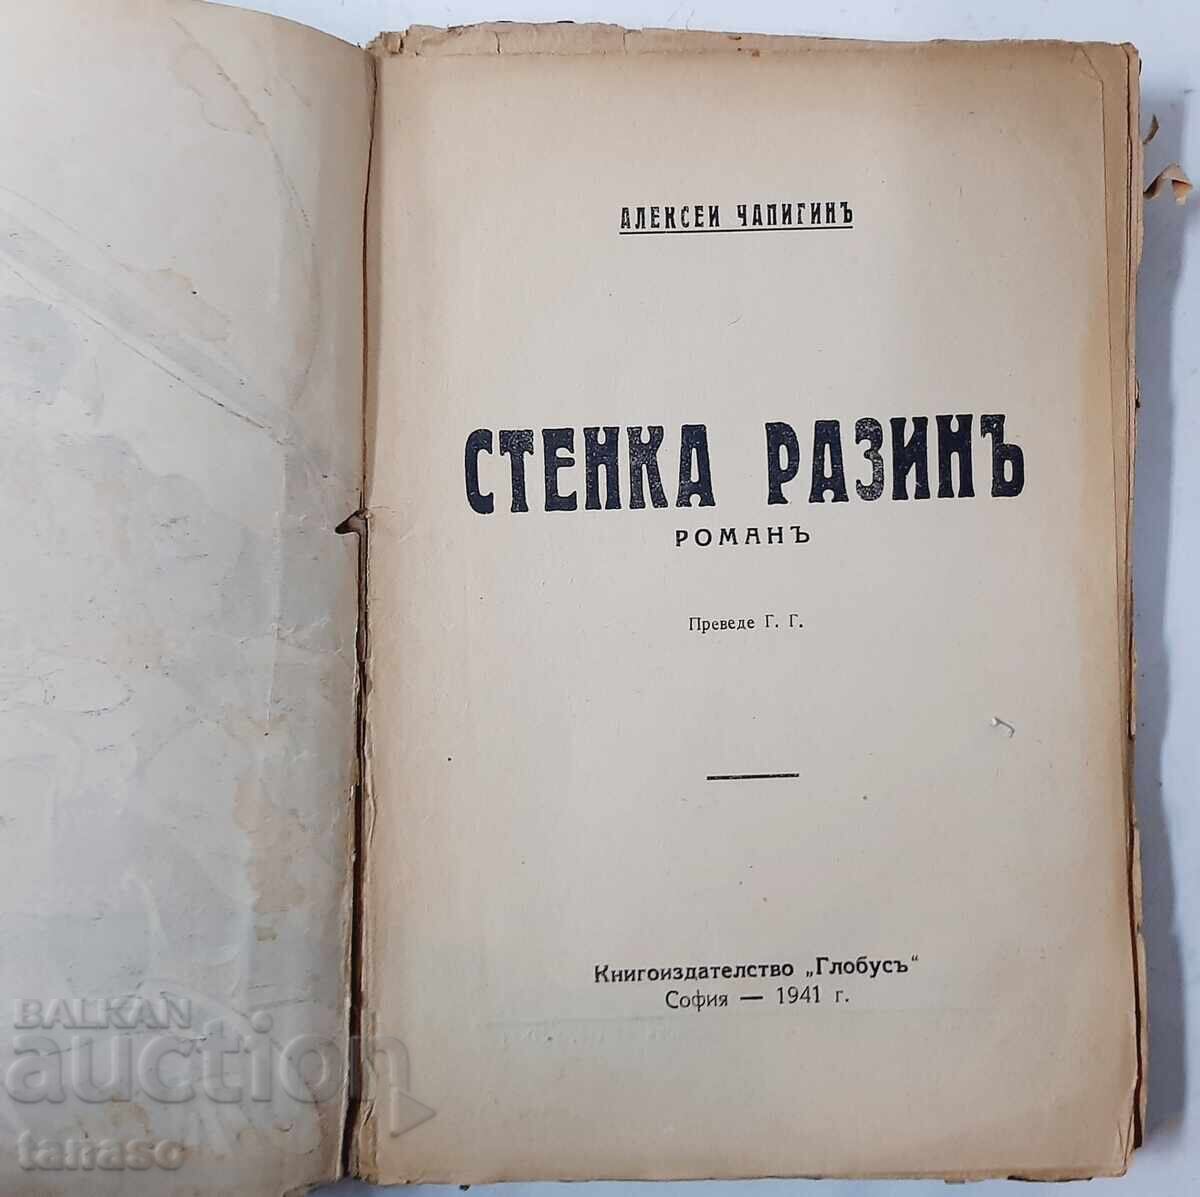 АЛЕКСЕИ ЧАПИГИНЪ
СТЕНКА РАЗИНЪ
РОМАНЪ
Преведе Г. Г.
Книгоиздателство „Глобусъ“
София — 1941 г.
BALKAN
auction
tanaso